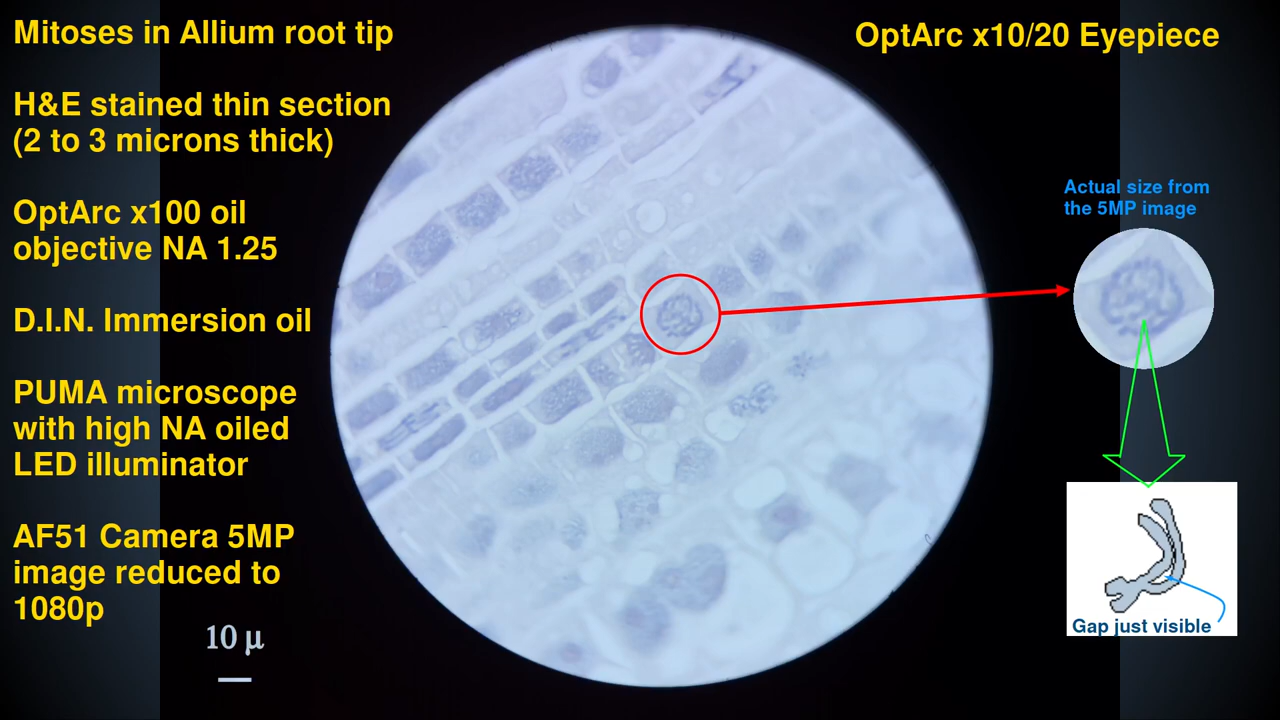 Mitoses in Allium root tip
H&E stained thin section
(2 to 3 microns thick)
OptArc x100 oil
objective NA 1.25
D.I.N. Immersion oil
PUMA microscope
with high NA oiled
LED illuminator
AF51 Camera 5MP
image reduced to
1080p
10 μ
OptArc x10/20 Eyepiece
Actual size from
the 5MP image
Gap just visible